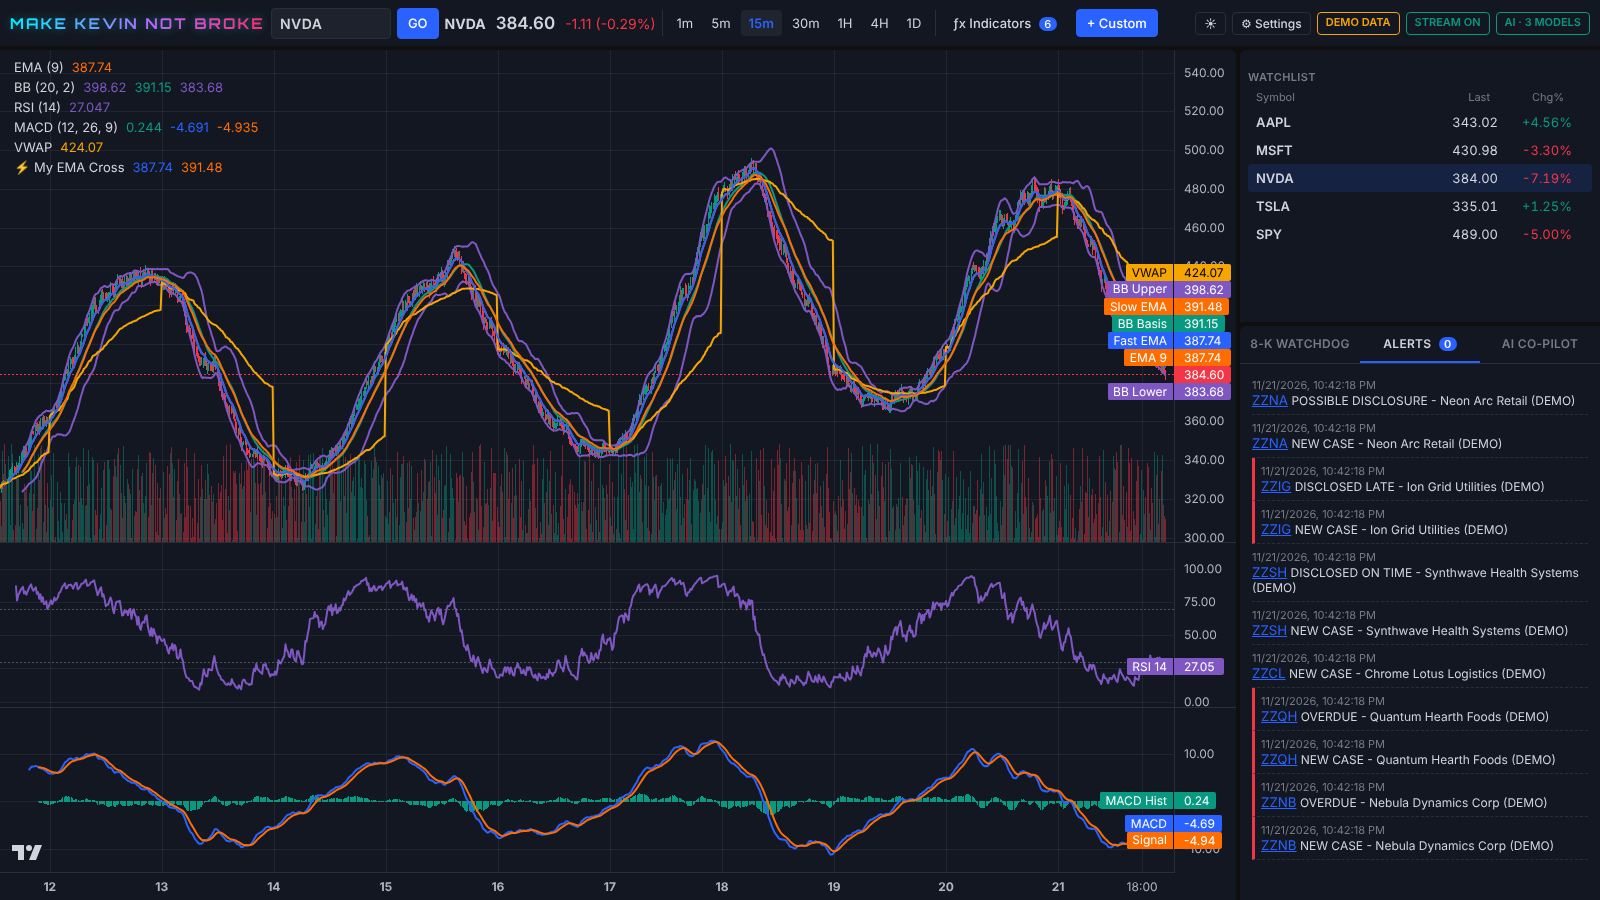 MAKE KEVIN NOT BROKE NVDA GO NVDA 384.60 -1.11 (-0.29%) 1m 5m 15m 30m 1H 4H 1D fx Indicators 6 + Custom Settings DEMO DATA STREAM ON AI · 3 MODELS
EMA (9) 387.74
BB (20, 2) 398.62 391.15 383.68
RSI (14) 27.047
MACD (12, 26, 9) 0.244 -4.691 -4.935
VWAP 424.07
⚡ My EMA Cross 387.74 391.48
540.00
520.00
500.00
480.00
460.00
440.00
VWAP 424.07
BB Upper 398.62
Slow EMA 391.48
BB Basis 391.15
Fast EMA 387.74
EMA 9 387.74
384.60
BB Lower 383.68
360.00
340.00
320.00
300.00
100.00
75.00
50.00
RSI 14 27.05
0.00
10.00
MACD Hist 0.24
MACD -4.69
Signal -4.94
10.00
12 13 14 15 16 17 18 19 20 21 18:00
WATCHLIST
Symbol Last Chg%
AAPL 343.02 +4.56%
MSFT 430.98 -3.30%
NVDA 384.00 -7.19%
TSLA 335.01 +1.25%
SPY 489.00 -5.00%
8-K WATCHDOG ALERTS 0 AI CO-PILOT
11/21/2026, 10:42:18 PM
ZZNA POSSIBLE DISCLOSURE - Neon Arc Retail (DEMO)
11/21/2026, 10:42:18 PM
ZZNA NEW CASE - Neon Arc Retail (DEMO)
11/21/2026, 10:42:18 PM
ZZIG DISCLOSED LATE - Ion Grid Utilities (DEMO)
11/21/2026, 10:42:18 PM
ZZIG NEW CASE - Ion Grid Utilities (DEMO)
11/21/2026, 10:42:18 PM
ZZSH DISCLOSED ON TIME - Synthwave Health Systems
(DEMO)
11/21/2026, 10:42:18 PM
ZZSH NEW CASE - Synthwave Health Systems (DEMO)
11/21/2026, 10:42:18 PM
ZZCL NEW CASE - Chrome Lotus Logistics (DEMO)
11/21/2026, 10:42:18 PM
ZZQH OVERDUE - Quantum Hearth Foods (DEMO)
11/21/2026, 10:42:18 PM
ZZQH NEW CASE - Quantum Hearth Foods (DEMO)
11/21/2026, 10:42:18 PM
ZZNB OVERDUE - Nebula Dynamics Corp (DEMO)
11/21/2026, 10:42:18 PM
ZZNB NEW CASE - Nebula Dynamics Corp (DEMO)